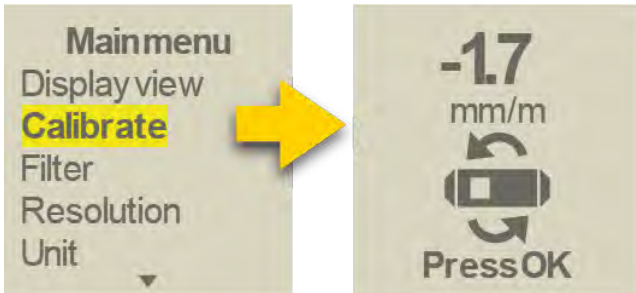 Main menu
Display view
Calibrate
Filter
Resolution
Unit
-1.7
mm/m
Press OK